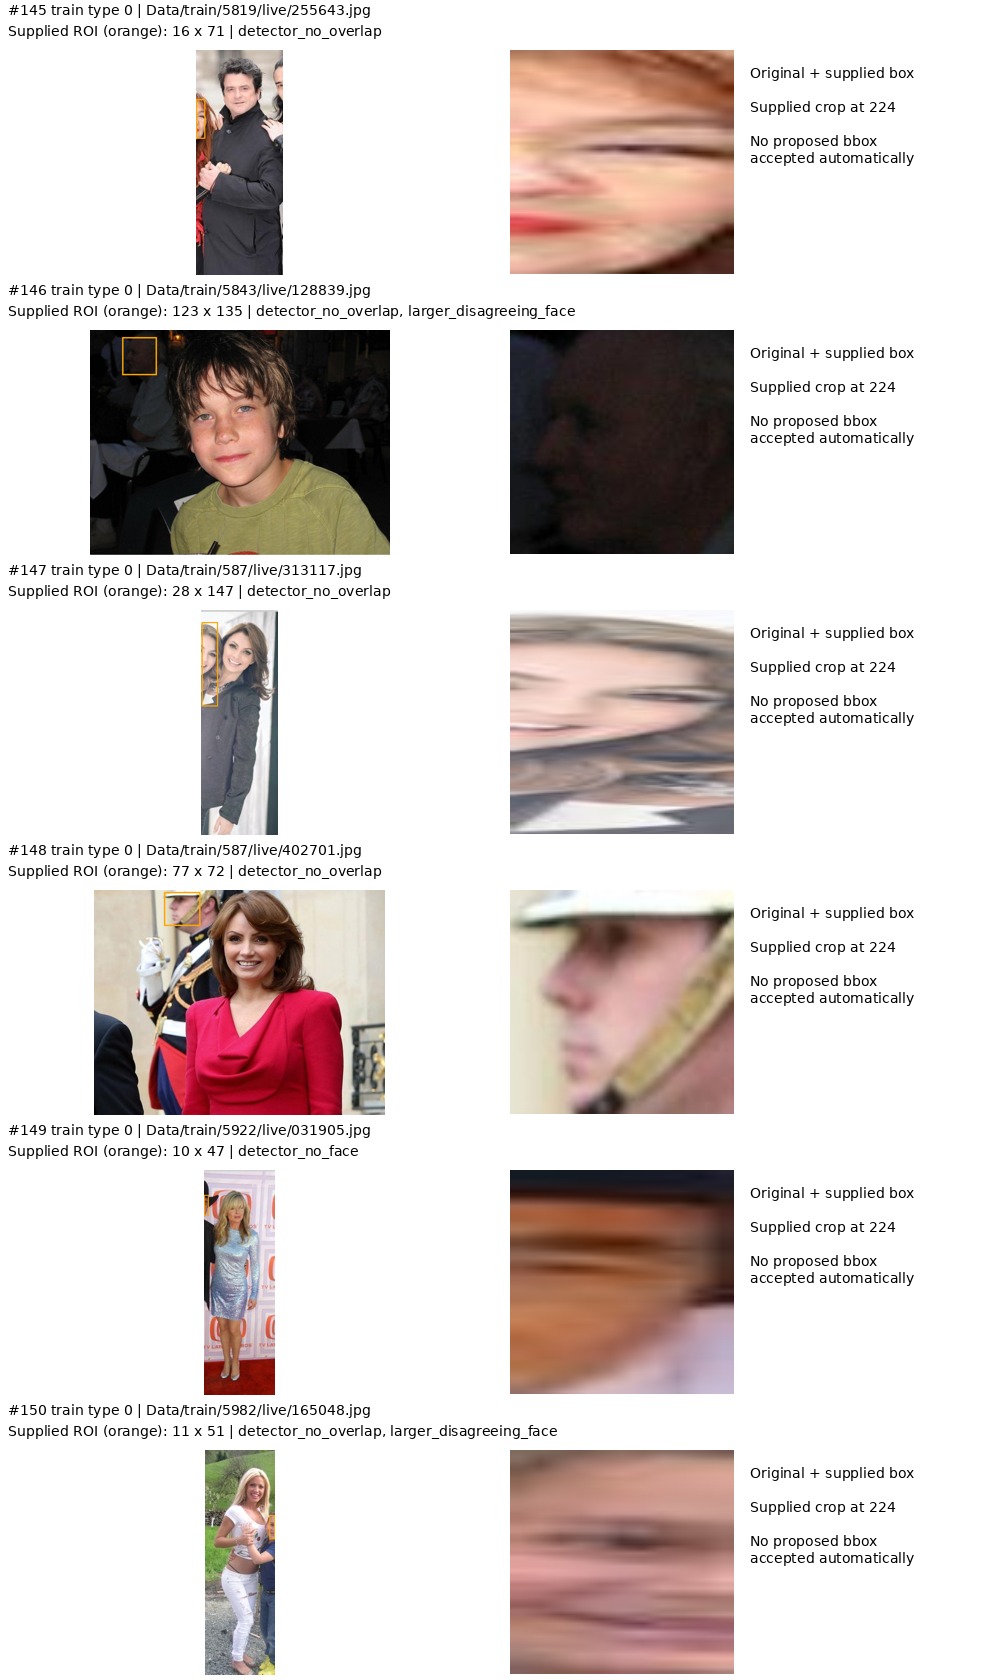 #145 train type 0 | Data/train/5819/live/255643.jpg
Supplied ROI (orange): 16 x 71 | detector_no_overlap
Original + supplied box
Supplied crop at 224
No proposed bbox
accepted automatically
#146 train type 0 | Data/train/5843/live/128839.jpg
Supplied ROI (orange): 123 x 135 | detector_no_overlap, larger_disagreeing_face
Original + supplied box
Supplied crop at 224
No proposed bbox
accepted automatically
#147 train type 0 | Data/train/587/live/313117.jpg
Supplied ROI (orange): 28 x 147 | detector_no_overlap
Original + supplied box
Supplied crop at 224
No proposed bbox
accepted automatically
#148 train type 0 | Data/train/587/live/402701.jpg
Supplied ROI (orange): 77 x 72 | detector_no_overlap
Original + supplied box
Supplied crop at 224
No proposed bbox
accepted automatically
#149 train type 0 | Data/train/5922/live/031905.jpg
Supplied ROI (orange): 10 x 47 | detector_no_face
Original + supplied box
Supplied crop at 224
No proposed bbox
accepted automatically
#150 train type 0 | Data/train/5982/live/165048.jpg
Supplied ROI (orange): 11 x 51 | detector_no_overlap, larger_disagreeing_face
Original + supplied box
Supplied crop at 224
No proposed bbox
accepted automatically